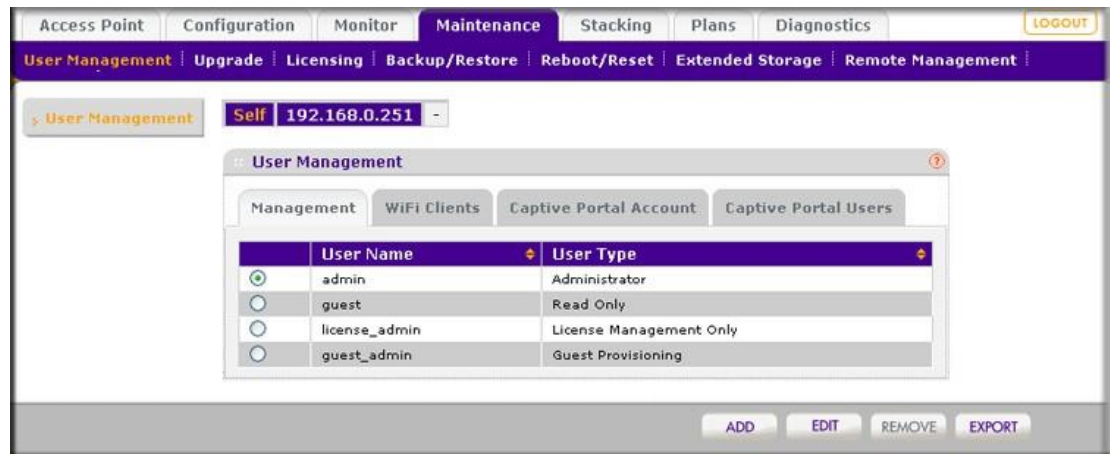 Access Point Configuration Monitor Maintenance Stacking Plans Diagnostics LOGOUT
User Management Upgrade Licensing Backup/Restore Reboot/Reset Extended Storage Remote Management
> User Management
Self 192.168.0.251 -
User Management ?
Management WiFi Clients Captive Portal Account Captive Portal Users
User Name User Type
admin Administrator
guest Read Only
license_admin License Management Only
guest_admin Guest Provisioning
ADD EDIT REMOVE EXPORT